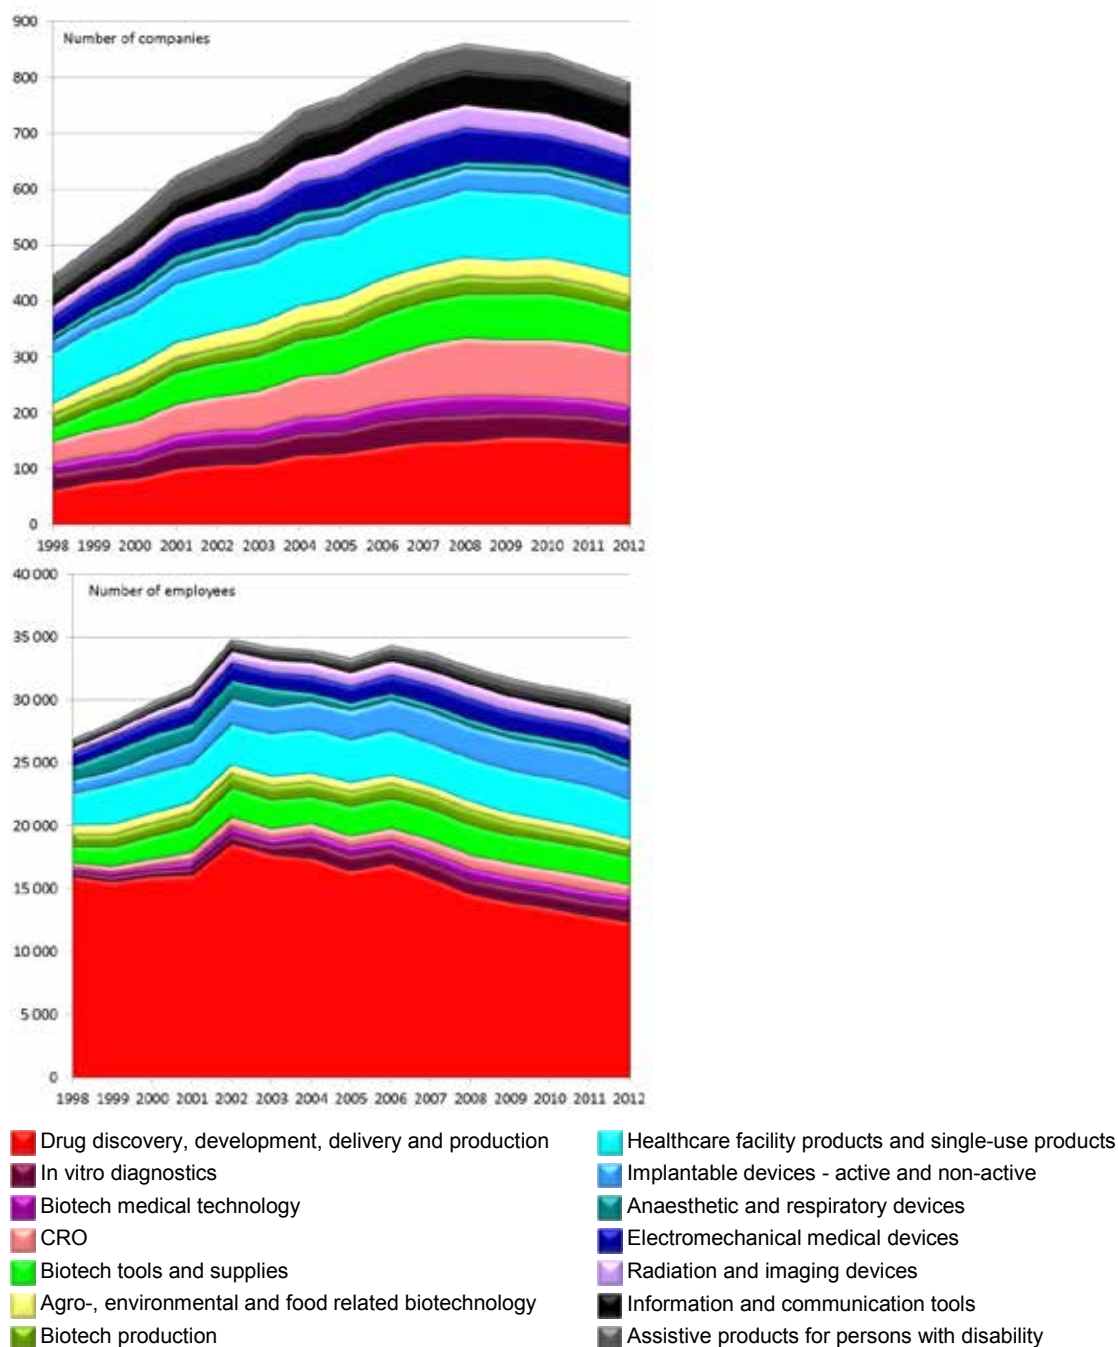 900
Number of companies
800
700
600
500
400
300
200
100
0
1998 1999 2000 2001 2002 2003 2004 2005 2006 2007 2008 2009 2010 2011 2012
40 000
Number of employees
35 000
30 000
25 000
20 000
15 000
10 000
5 000
0
1998 1999 2000 2001 2002 2003 2004 2005 2006 2007 2008 2009 2010 2011 2012
Drug discovery, development, delivery and production
In vitro diagnostics
Biotech medical technology
CRO
Biotech tools and supplies
Agro-, environmental and food related biotechnology
Biotech production
Healthcare facility products and single-use products
Implantable devices - active and non-active
Anaesthetic and respiratory devices
Electromechanical medical devices
Radiation and imaging devices
Information and communication tools
Assistive products for persons with disability